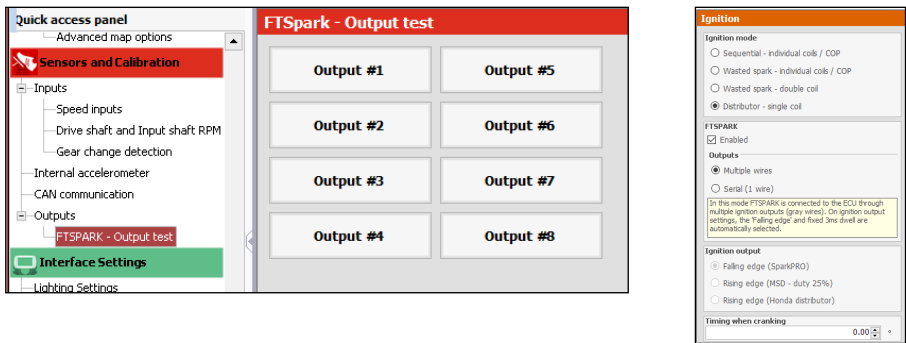 Quick access panel
Advanced map options
Sensors and Calibration
Inputs
Speed inputs
Drive shaft and Input shaft RPM
Gear change detection
Internal accelerometer
CAN communication
Outputs
FTSPARK - Output test
Interface Settings
Lighting Settings
FTSpark - Output test
Output #1
Output #5
Output #2
Output #6
Output #3
Output #7
Output #4
Output #8
Ignition
Ignition mode
Sequential - individual coils / COP
Wasted spark - individual coils / COP
Wasted spark - double coil
Distributor - single coil
FTSPARK
Enabled
Outputs
Multiple wires
Serial (1 wire)
In this mode FTSPARK is connected to the ECU through
multiple ignition outputs (gray wires). On ignition output
settings, the 'Falling edge' and fixed 3ms dwell are
automatically selected.
Ignition output
Falling edge (SparkPRO)
Rising edge (MSD - duty 25%)
Rising edge (Honda distributor)
Timing when cranking
0.00 °